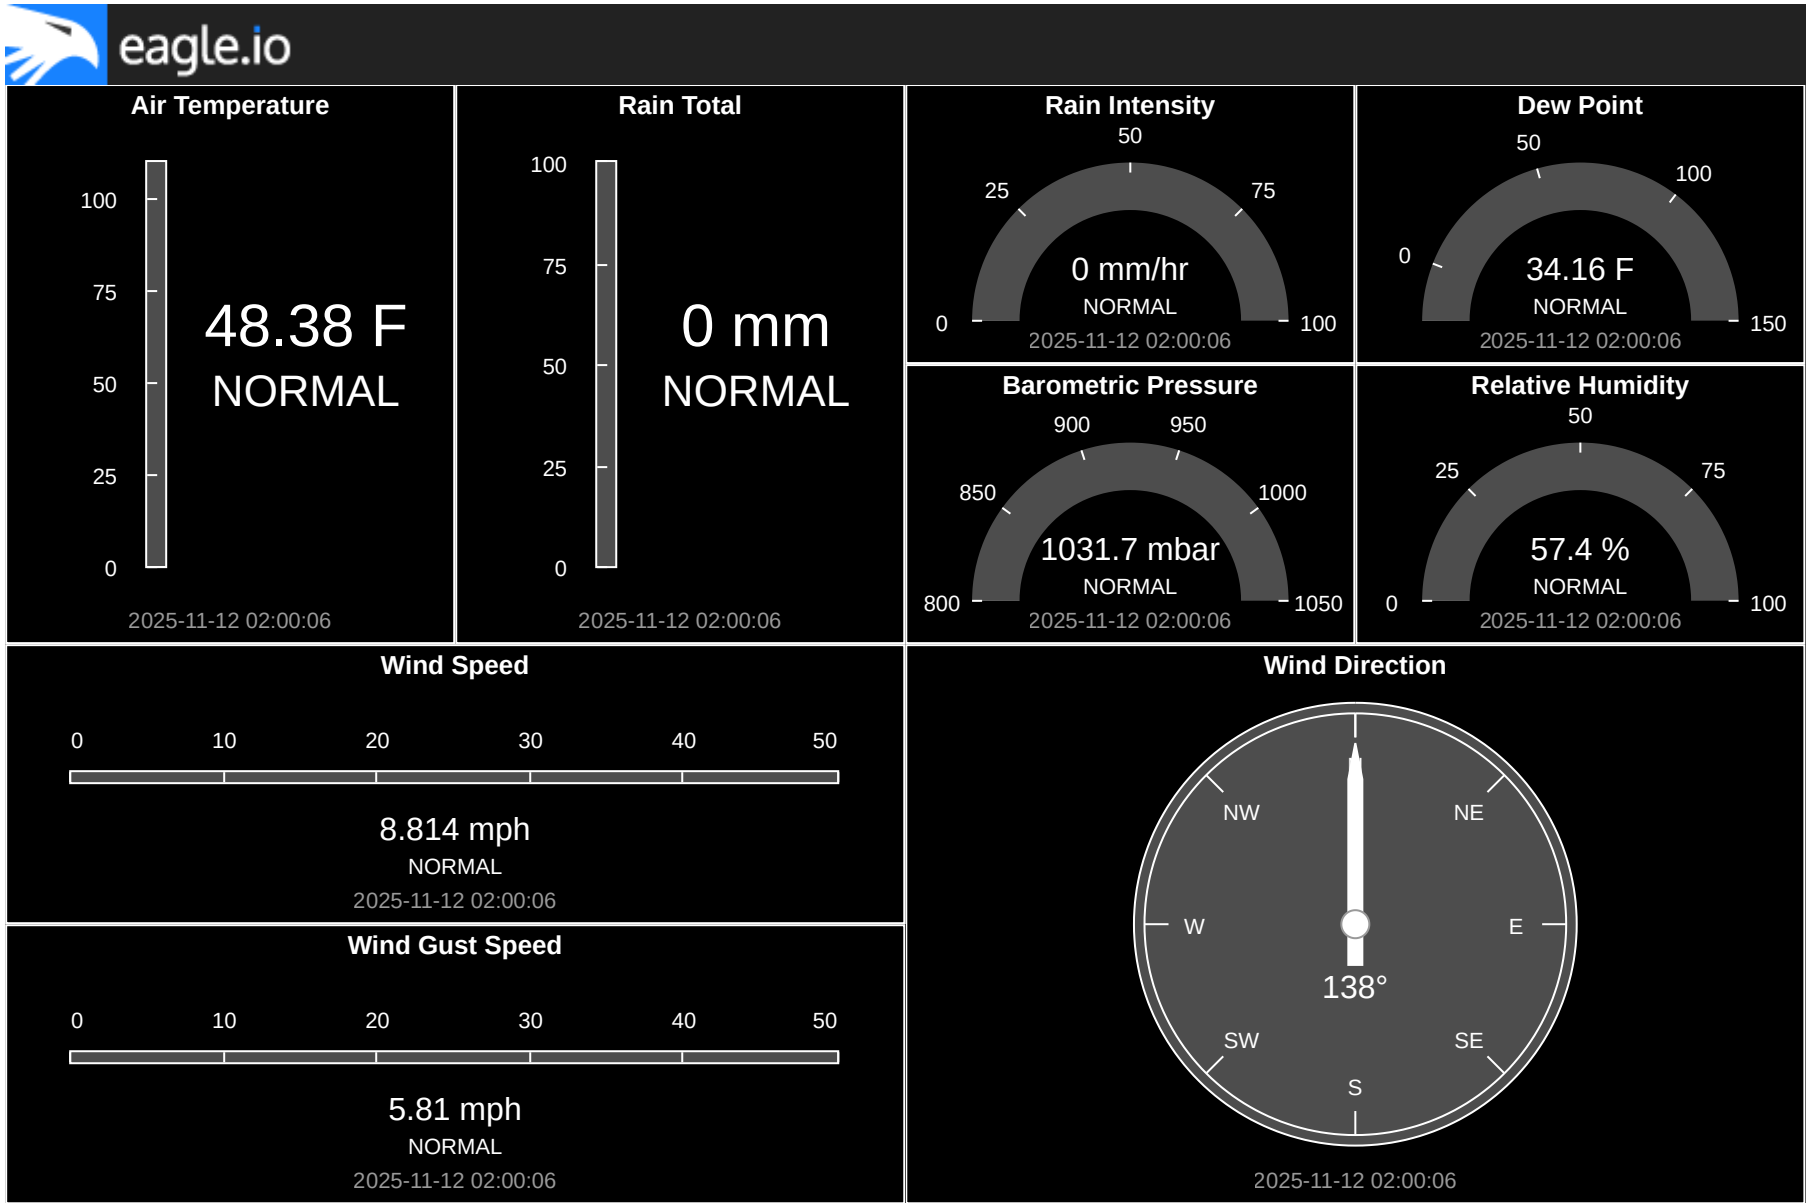 eagle.io
Air Temperature
100
75
50
25
0
48.38 F
NORMAL
2025-11-12 02:00:06
Rain Total
100
75
50
25
0
0 mm
NORMAL
2025-11-12 02:00:06
Rain Intensity
0
25
50
75
100
0 mm/hr
NORMAL
2025-11-12 02:00:06
Dew Point
0
50
100
150
34.16 F
NORMAL
2025-11-12 02:00:06
Barometric Pressure
800
850
900
950
1000
1050
1031.7 mbar
NORMAL
2025-11-12 02:00:06
Relative Humidity
0
25
50
75
100
57.4 %
NORMAL
2025-11-12 02:00:06
Wind Speed
0 10 20 30 40 50
8.814 mph
NORMAL
2025-11-12 02:00:06
Wind Gust Speed
0 10 20 30 40 50
5.81 mph
NORMAL
2025-11-12 02:00:06
Wind Direction
NW NE
W E
138°
SW SE
S
2025-11-12 02:00:06